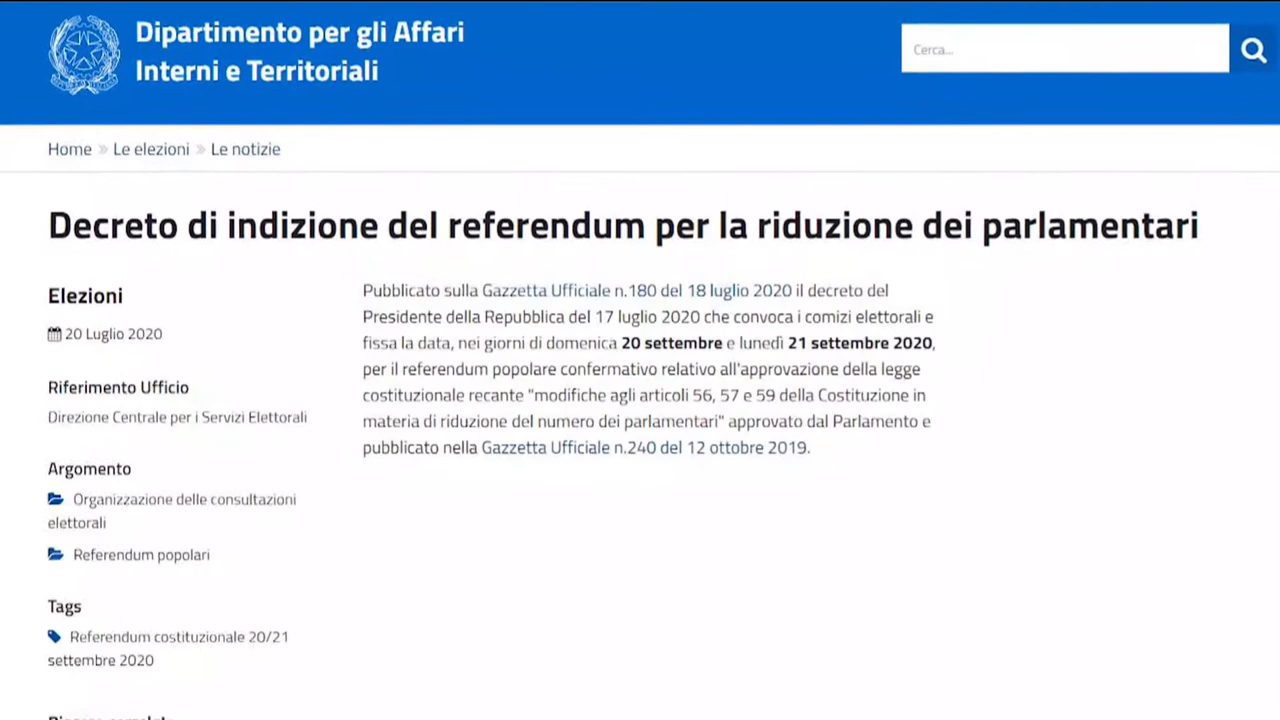 Dipartimento per gli Affari
Interni e Territoriali
Cerca...
Home » Le elezioni » Le notizie
Decreto di indizione del referendum per la riduzione dei parlamentari
Elezioni
20 Luglio 2020
Riferimento Ufficio
Direzione Centrale per i Servizi Elettorali
Argomento
Organizzazione delle consultazioni
elettorali
Referendum popolari
Tags
Referendum costituzionale 20/21
settembre 2020
Pubblicato sulla Gazzetta Ufficiale n.180 del 18 luglio 2020 il decreto del
Presidente della Repubblica del 17 luglio 2020 che convoca i comizi elettorali e
fissa la data, nei giorni di domenica 20 settembre e lunedì 21 settembre 2020,
per il referendum popolare confermativo relativo all'approvazione della legge
costituzionale recante "modifiche agli articoli 56, 57 e 59 della Costituzione in
materia di riduzione del numero dei parlamentari" approvato dal Parlamento e
pubblicato nella Gazzetta Ufficiale n.240 del 12 ottobre 2019.